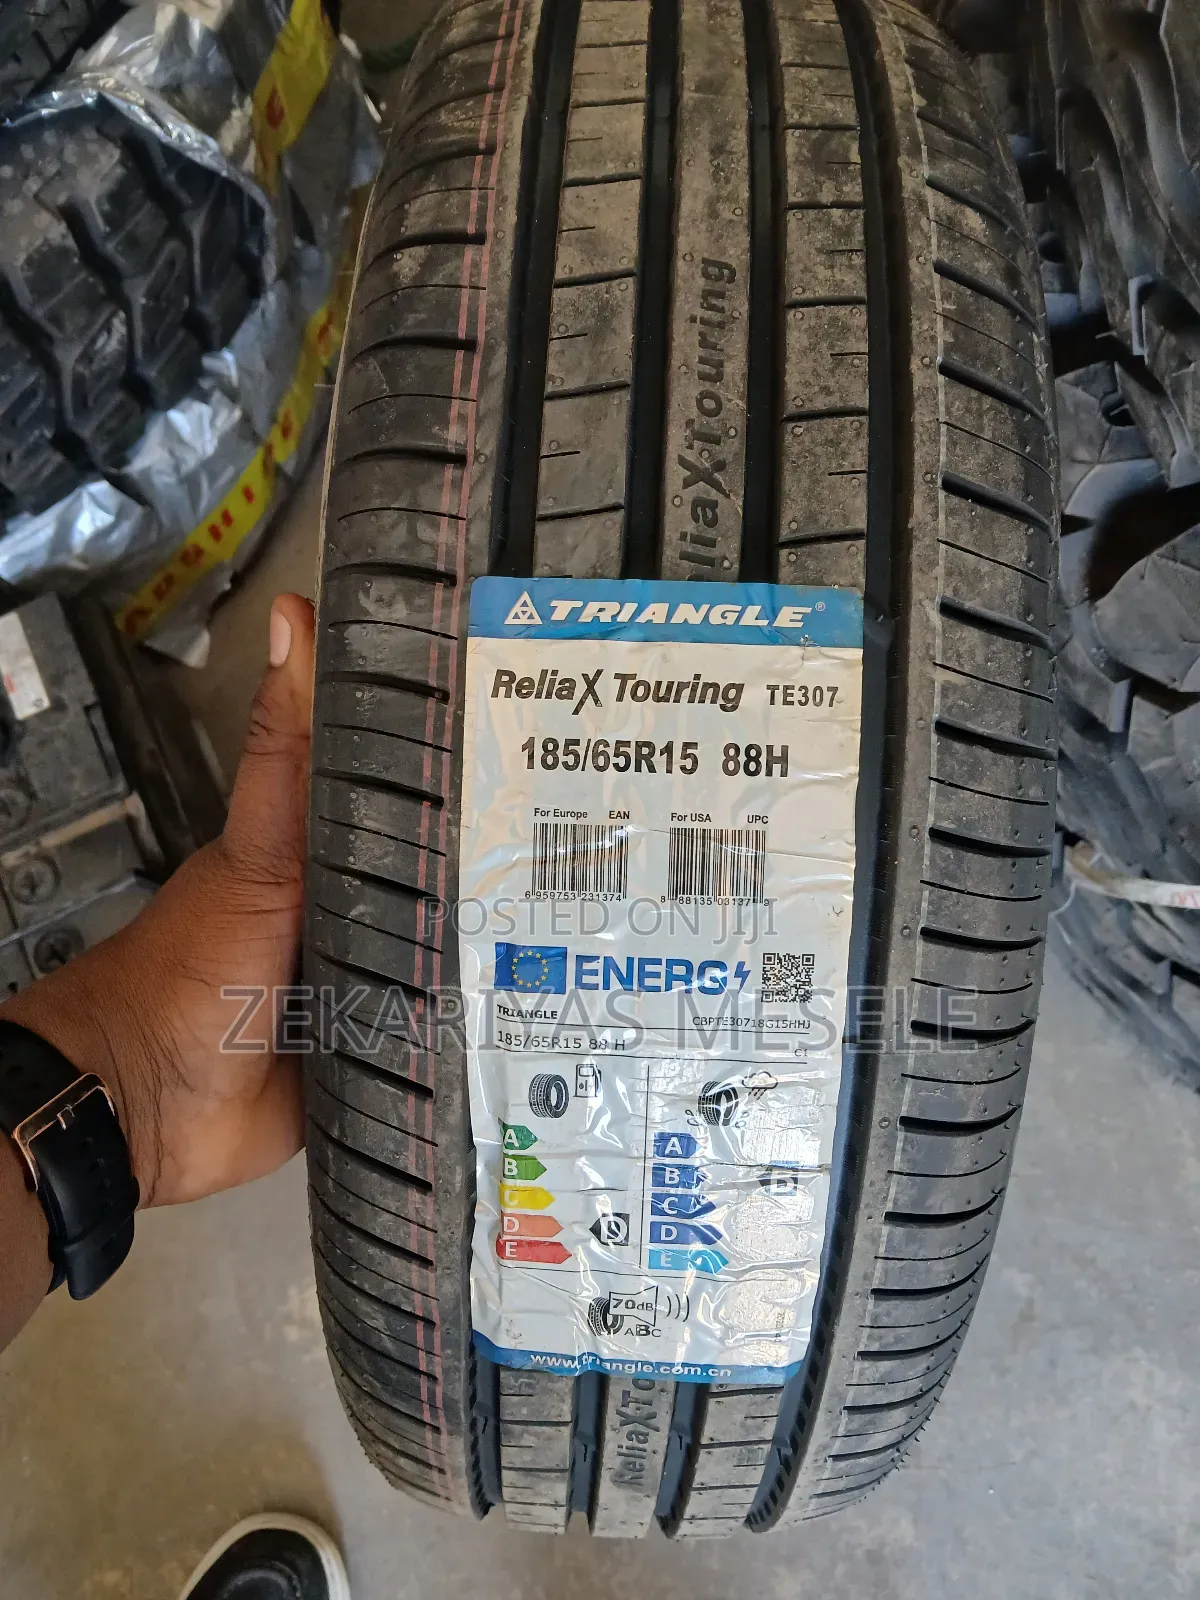 ReliaX Touring
TRIANGLE®
ReliaX Touring TE307
185/65R15 88H
For Europe EAN For USA UPC
6 959753 231374 8 88135 03137 9
POSTED ON JIJI
ENERG
ZEKARIYAS MESELE
TRIANGLE CBPTE30718G15HHJ
185/65R15 88 H C1
A A
B B D
C C
D D D
E E
70dB
ABC
www.triangle.com.cn
ReliaX To